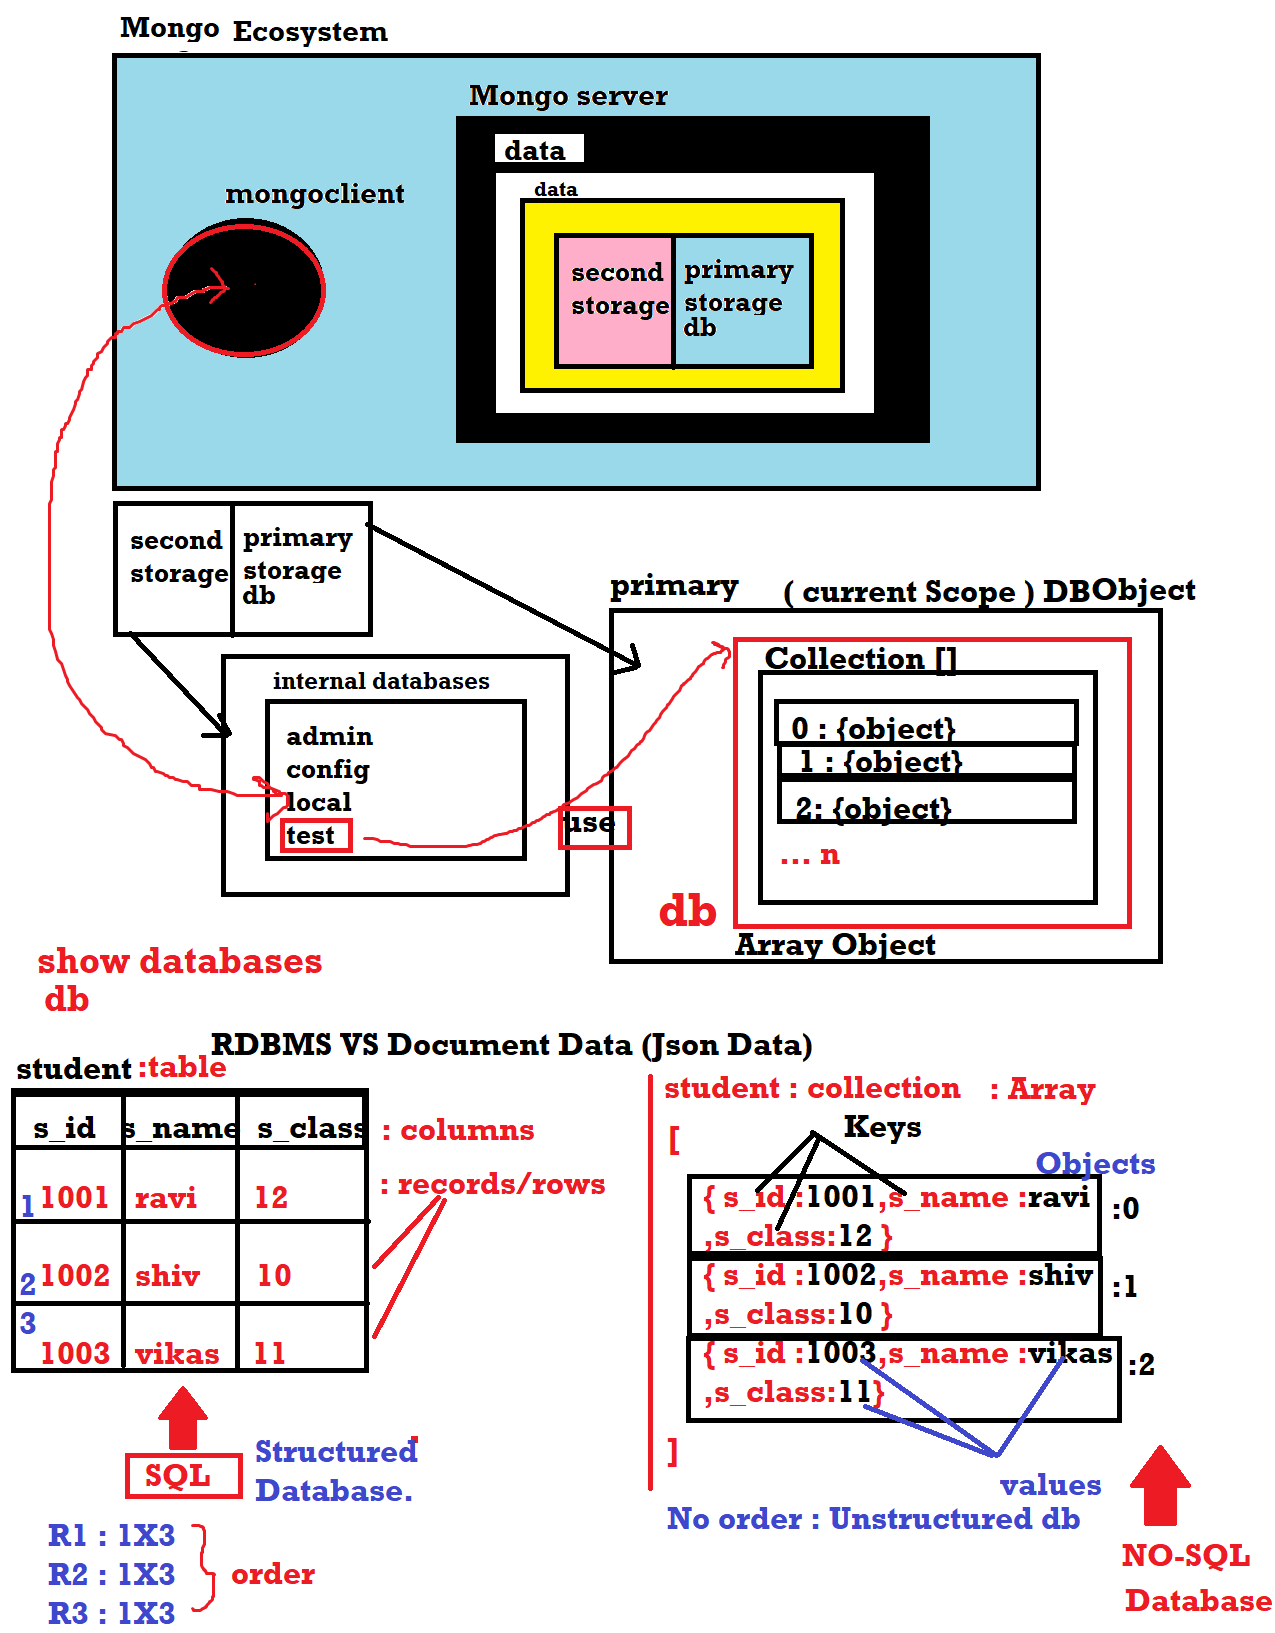 Mongo Ecosystem
Mongo server
data
mongoclient
data
second
storage
primary
storage
db
second
storage
primary
storage
db
primary ( current Scope ) DBObject
internal databases
admin
config
local
test
use
Collection []
0 : {object}
1 : {object}
2: {object}
... n
db
Array Object
show databases
db
RDBMS VS Document Data (Json Data)
student :table
s_id s_name s_class : columns
1 1001 ravi 12 : records/rows
2 1002 shiv 10
3 1003 vikas 11
SQL
Structured
Database.
R1 : 1X3
R2 : 1X3
R3 : 1X3
order
student : collection : Array
Keys
[
Objects
{ s_id :1001,s_name :ravi
,s_class:12 }
:0
{ s_id :1002,s_name :shiv
,s_class:10 }
:1
{ s_id :1003,s_name :vikas
,s_class:11}
:2
]
values
No order : Unstructured db
NO-SQL
Database